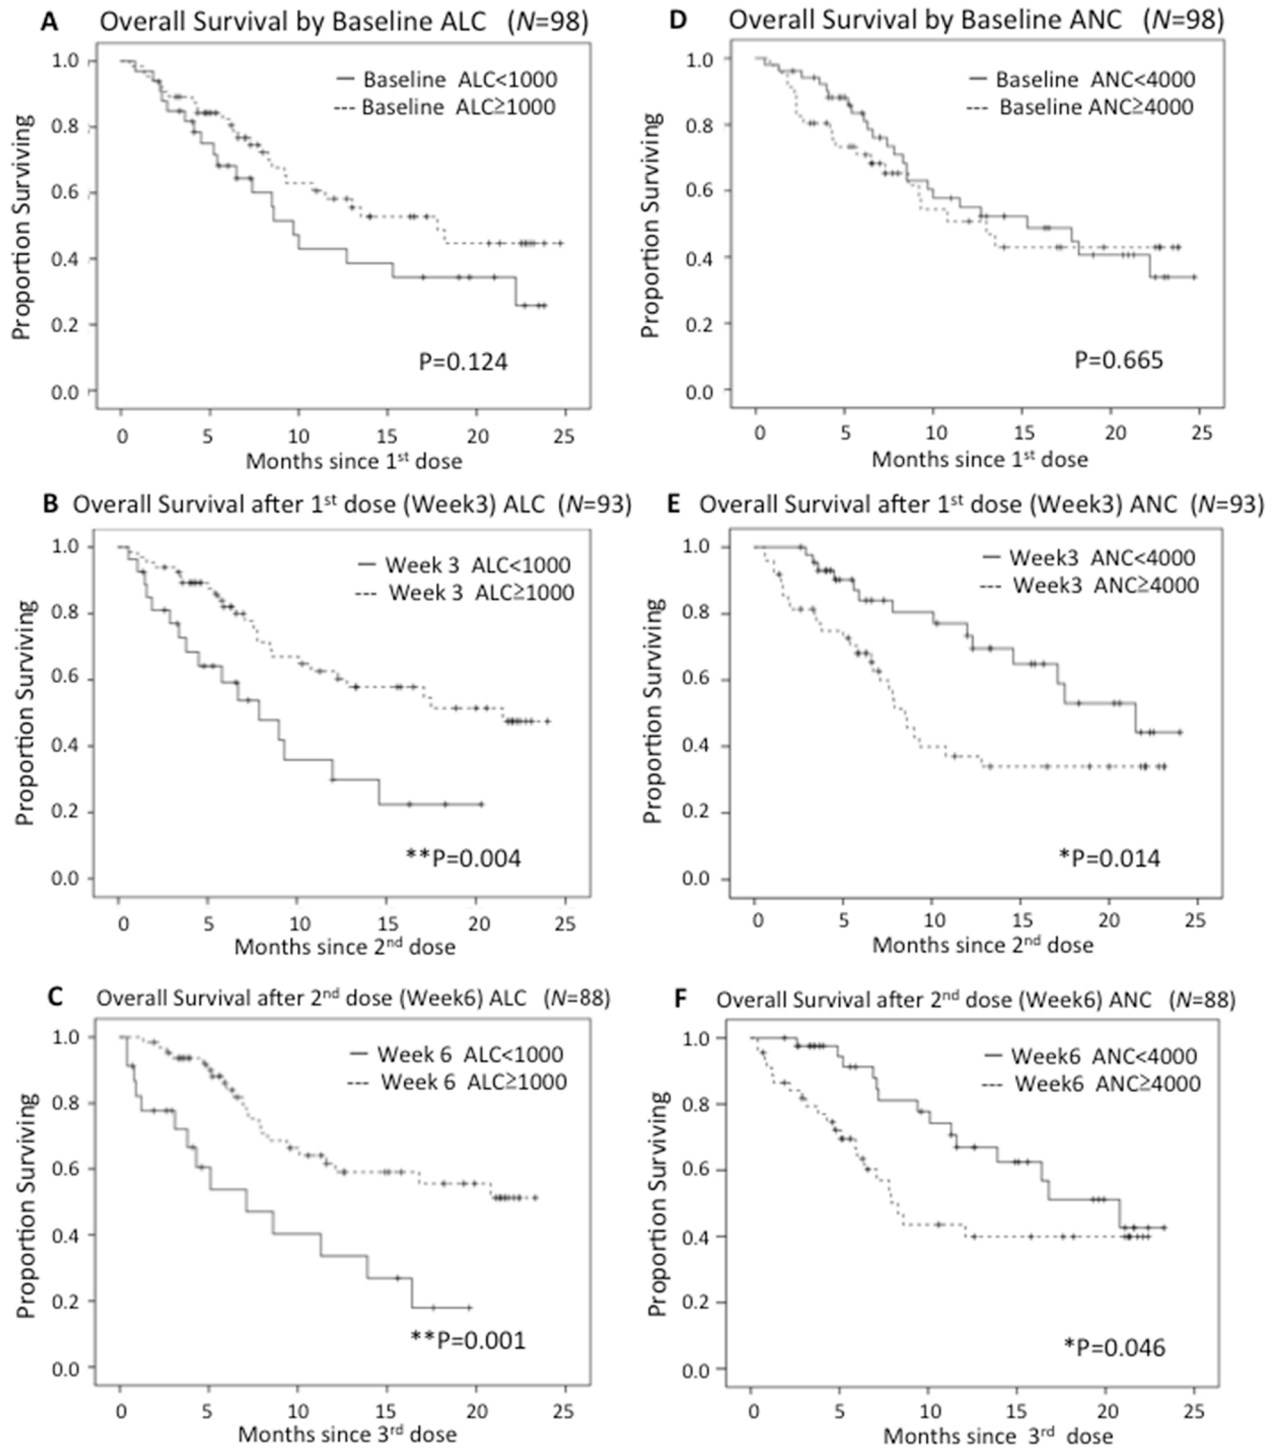 A Overall Survival by Baseline ALC (N=98)
Proportion Surviving
1.0
0.8
0.6
0.4
0.2
0.0
Baseline ALC<1000
Baseline ALC≥1000
P=0.124
0 5 10 15 20 25
Months since 1st dose
D Overall Survival by Baseline ANC (N=98)
Proportion Surviving
1.0
0.8
0.6
0.4
0.2
0.0
Baseline ANC<4000
Baseline ANC≥4000
P=0.665
0 5 10 15 20 25
Months since 1st dose
B Overall Survival after 1st dose (Week3) ALC (N=93)
Proportion Surviving
1.0
0.8
0.6
0.4
0.2
0.0
Week 3 ALC<1000
Week 3 ALC≥1000
**P=0.004
0 5 10 15 20 25
Months since 2nd dose
E Overall Survival after 1st dose (Week3) ANC (N=93)
Proportion Surviving
1.0
0.8
0.6
0.4
0.2
0.0
Week3 ANC<4000
Week3 ANC≥4000
*P=0.014
0 5 10 15 20 25
Months since 2nd dose
C Overall Survival after 2nd dose (Week6) ALC (N=88)
Proportion Surviving
1.0
0.8
0.6
0.4
0.2
0.0
Week 6 ALC<1000
Week 6 ALC≥1000
**P=0.001
0 5 10 15 20 25
Months since 3rd dose
F Overall Survival after 2nd dose (Week6) ANC (N=88)
Proportion Surviving
1.0
0.8
0.6
0.4
0.2
0.0
Week6 ANC<4000
Week6 ANC≥4000
*P=0.046
0 5 10 15 20 25
Months since 3rd dose